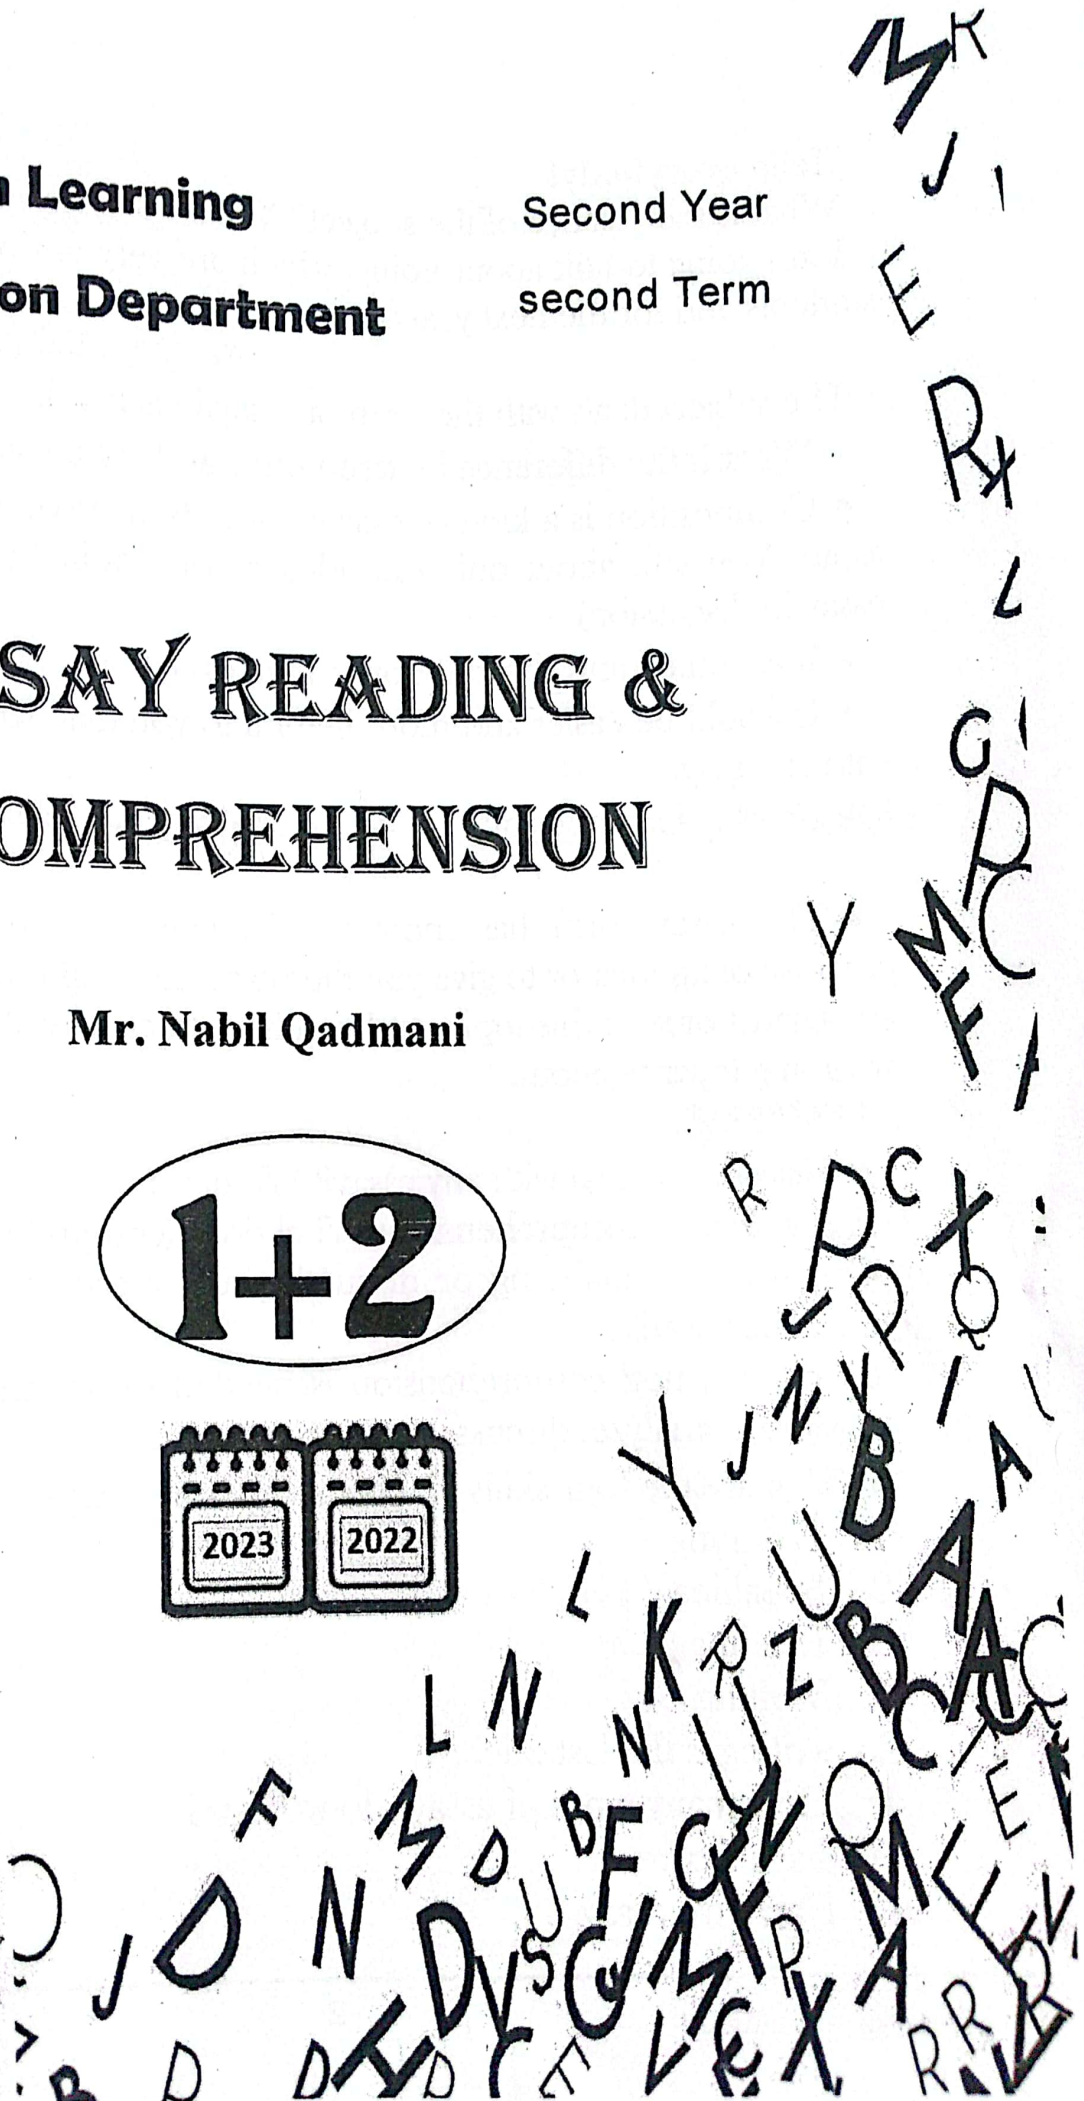 Learning
Second Year
on Department
second Term
SAY READING &
OMPREHENSION
Mr. Nabil Qadmani
1+2
2023 2022